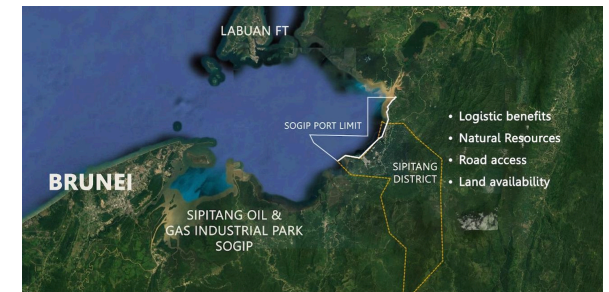 LABUAN FT
SOGIP PORT LIMIT
• Logistic benefits
• Natural Resources
• Road access
• Land availability
SIPITANG
DISTRICT
BRUNEI
SIPITANG OIL &
GAS INDUSTRIAL PARK
SOGIP